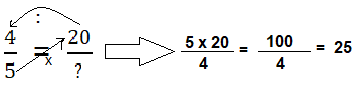 :
4/5 = x 20/? 5 x 20/4 = 100/4 = 25